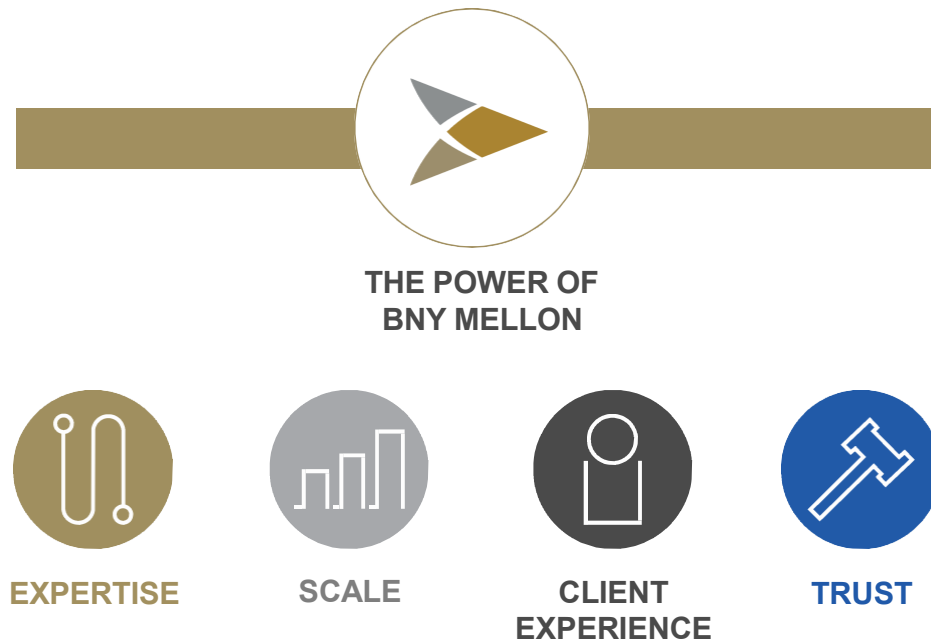 THE POWER OF
BNY MELLON
EXPERTISE
SCALE
CLIENT
EXPERIENCE
TRUST